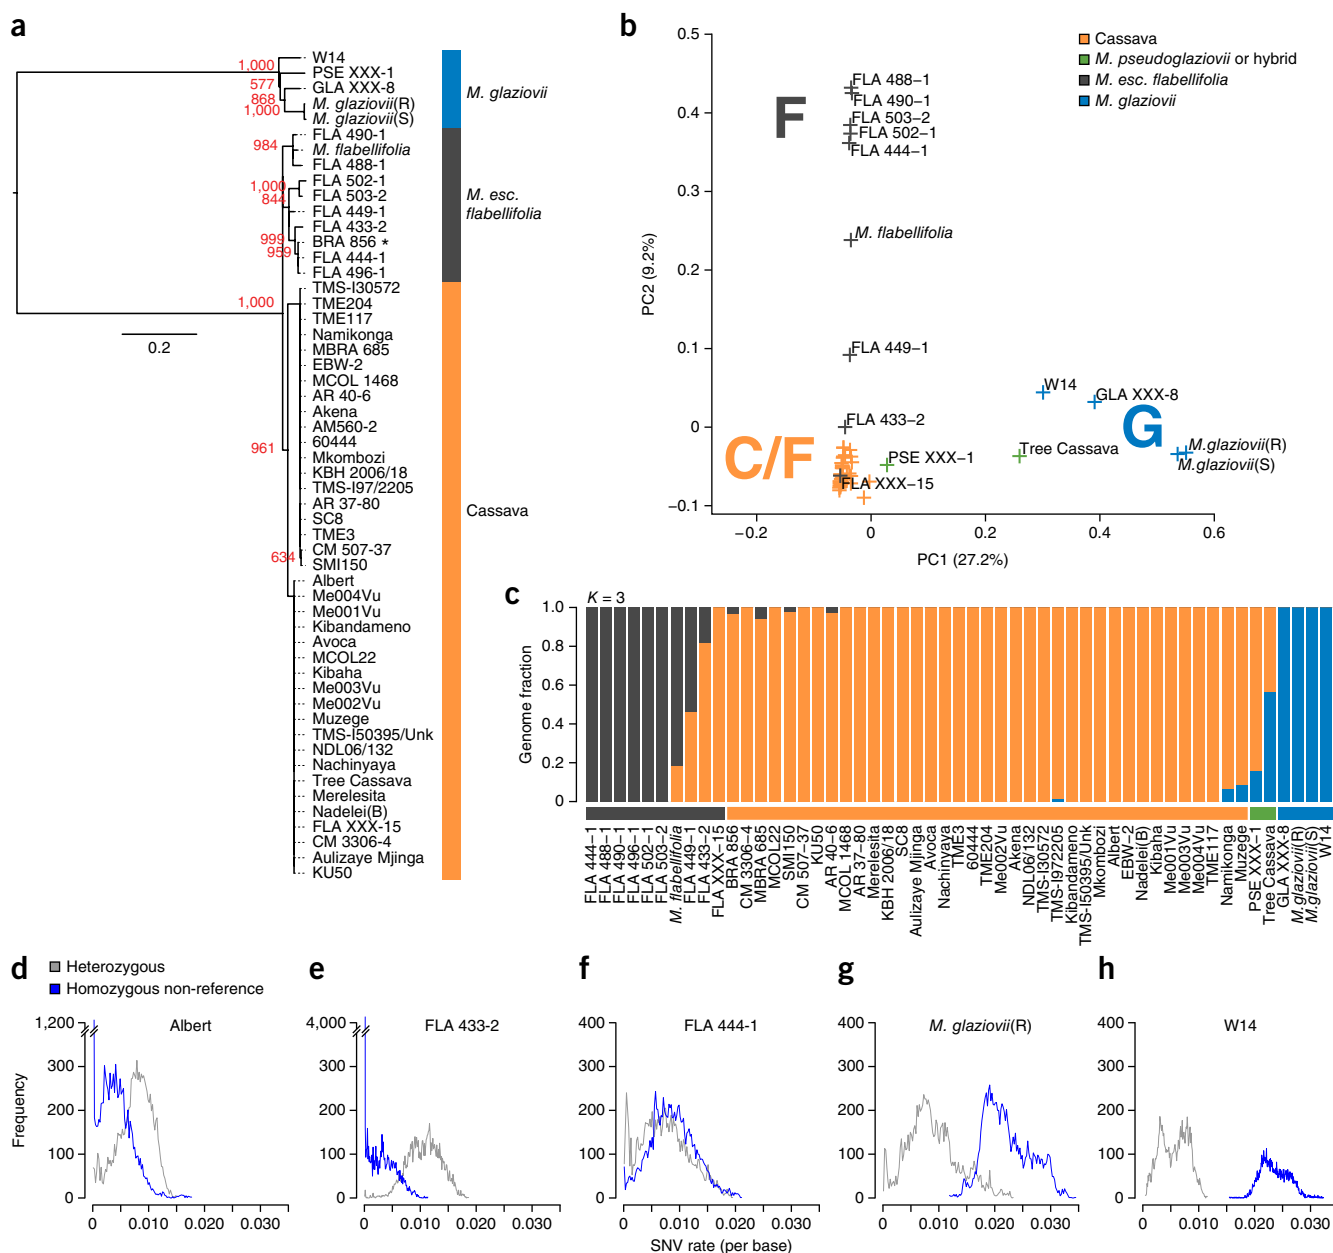 a
W14
PSE XXX-1
GLA XXX-8
M. glaziovii(R)
M. glaziovii(S)
FLA 490-1
M. flabellifolia
FLA 488-1
FLA 502-1
FLA 503-2
FLA 449-1
FLA 433-2
BRA 856 *
FLA 444-1
FLA 496-1
TMS-I30572
TME204
TME117
Namikonga
MBRA 685
EBW-2
MCOL 1468
AR 40-6
Akena
AM560-2
60444
Mkombozi
KBH 2006/18
TMS-I97/2205
AR 37-80
SC8
TME3
CM 507-37
SMI150
Albert
Me004Vu
Me001Vu
Kibandameno
Avoca
MCOL22
Kibaha
Me003Vu
Me002Vu
Muzege
TMS-I50395/Unk
NDL06/132
Nachinyaya
Tree Cassava
Merelesita
Nadelei(B)
FLA XXX-15
CM 3306-4
Aulizaye Mjinga
KU50
1,000
577
868
1,000
984
1,000
844
999
959
1,000
961
634
0.2
M. glaziovii
M. esc.
flabellifolia
Cassava
b
Cassava
M. pseudoglaziovii or hybrid
M. esc. flabellifolia
M. glaziovii
PC2 (9.2%)
0.5
0.4
0.3
0.2
0.1
0
−0.1
F
FLA 488−1
FLA 490−1
FLA 503−2
FLA 502−1
FLA 444−1
M. flabellifolia
FLA 449−1
FLA 433−2
C/F
PSE XXX−1
FLA XXX−15
Tree Cassava
W14
GLA XXX-8
G
M.glaziovii(R)
M.glaziovii(S)
−0.2
0
0.2
0.4
0.6
PC1 (27.2%)
c
K = 3
Genome fraction
1.0
0.8
0.6
0.4
0.2
0
FLA 444−1
FLA 488−1
FLA 490−1
FLA 496−1
FLA 502−1
FLA 503−2
M. flabellifolia
FLA 449−1
FLA 433−2
FLA XXX−15
BRA 856
CM 3306-4
MBRA 685
MCOL22
SMI150
CM 507-37
KU50
AR 40-6
MCOL 1468
AR 37-80
Merelesita
KBH 2006/18
SC8
Aulizaye Mjinga
Avoca
Nachinyaya
TME3
60444
TME204
Me002Vu
Akena
NDL06/132
TMS-I30572
TMS-I972205
Kibandameno
TMS-I50395/Unk
Mkombozi
Albert
EBW-2
Nadelei(B)
Kibaha
Me001Vu
Me003Vu
Me004Vu
TME117
Namikonga
Muzege
PSE XXX-1
Tree Cassava
GLA XXX-8
M.glaziovii(R)
M.glaziovii(S)
W14
d
Heterozygous
Homozygous non-reference
Albert
Frequency
1,200
300
200
100
0
0
0.010
0.020
0.030
e
FLA 433-2
4,000
300
200
100
0
0
0.010
0.020
0.030
f
FLA 444-1
400
300
200
100
0
0
0.010
0.020
0.030
SNV rate (per base)
g
M. glaziovii(R)
400
300
200
100
0
0
0.010
0.020
0.030
h
W14
400
300
200
100
0
0
0.010
0.020
0.030